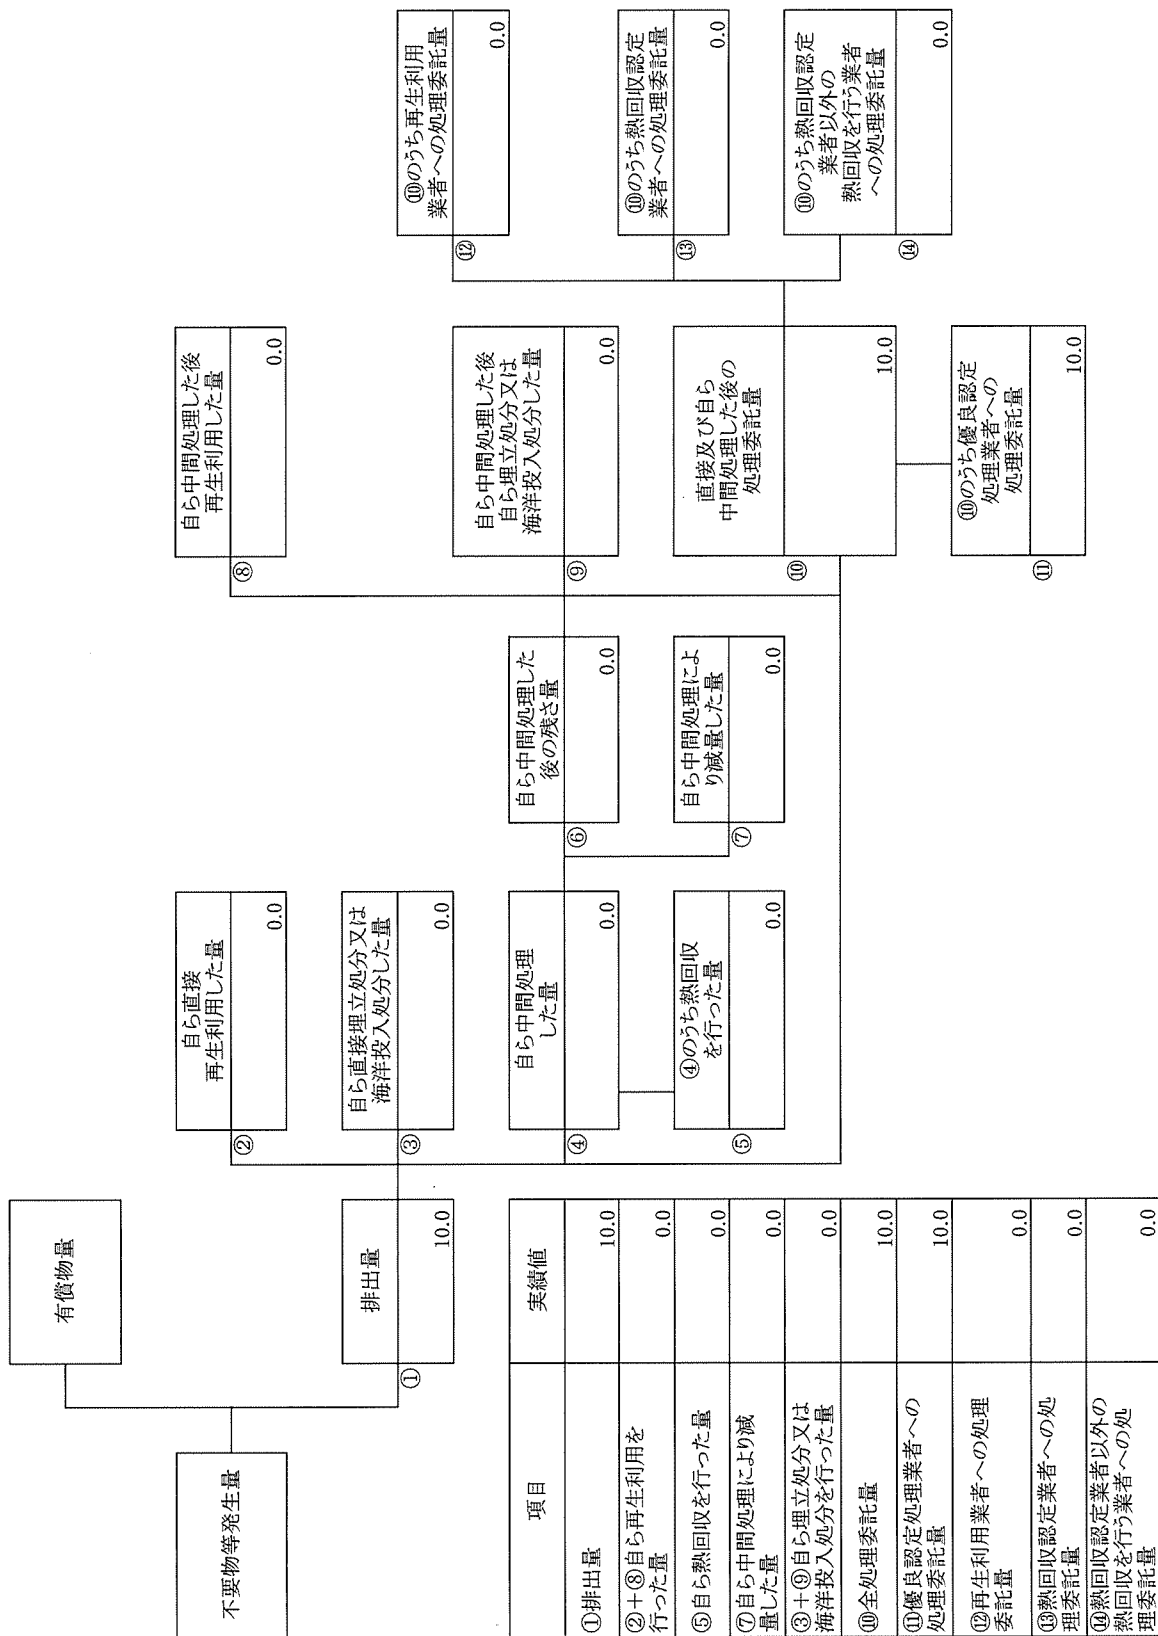 不要物等発生量
有償物量
排出量
①
10.0
自ら直接
再生利用した量
②
0.0
自ら直接埋立処分又は
海洋投入処分した量
③
0.0
自ら中間処理
した量
④
0.0
④のうち熱回収
を行った量
⑤
0.0
自ら中間処理した
後の残さ量
⑥
0.0
自ら中間処理によ
り減量した量
⑦
0.0
自ら中間処理した後
再生利用した量
⑧
0.0
自ら中間処理した後
自ら埋立処分又は
海洋投入処分した量
⑨
0.0
直接及び自ら
中間処理した後の
処理委託量
⑩
10.0
⑩のうち優良認定
処理業者への
処理委託量
⑪
10.0
⑩のうち再生利用
業者への処理委託量
⑫
0.0
⑩のうち熱回収認定
業者への処理委託量
⑬
0.0
⑩のうち熱回収認定
業者以外の
熱回収を行う業者
への処理委託量
⑭
0.0
項目 実績値
①排出量 10.0
②+⑧自ら再生利用を
行った量 0.0
⑤自ら熱回収を行った量 0.0
⑦自ら中間処理により減
量した量 0.0
③+⑨自ら埋立処分又は
海洋投入処分を行った量 0.0
⑩全処理委託量 10.0
⑪優良認定処理業者への
処理委託量 10.0
⑫再生利用業者への処理
委託量 0.0
⑬熱回収認定業者への処
理委託量 0.0
⑭熱回収認定業者以外の
熱回収を行う業者への処
理委託量 0.0